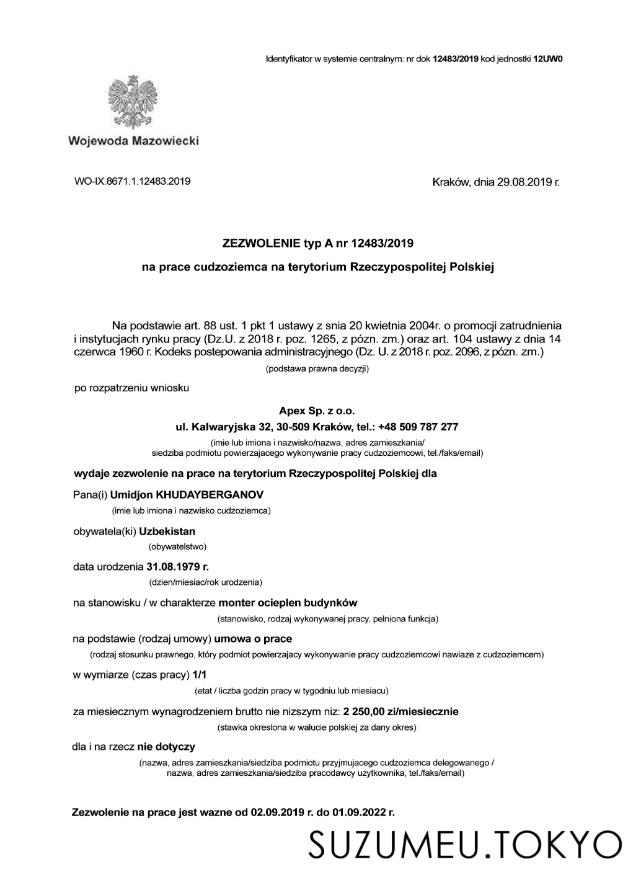 Identyfikator w systemie centralnym: nr dok 12483/2019 kod jednostki 12UW0
Wojewoda Mazowiecki
WO-IX.8671.1.12483.2019
Kraków, dnia 29.08.2019 r.
ZEZWOLENIE typ A nr 12483/2019
na prace cudzoziemca na terytorium Rzeczypospolitej Polskiej
Na podstawie art. 88 ust. 1 pkt 1 ustawy z snia 20 kwietnia 2004r. o promocji zatrudnienia
i instytucjach rynku pracy (Dz.U. z 2018 r. poz. 1265, z pózn. zm.) oraz art. 104 ustawy z dnia 14
czerwca 1960 r. Kodeks postepowania administracyjnego (Dz. U. z 2018 r. poz. 2096, z pózn. zm.)
(podstawa prawna decyzji)
po rozpatrzeniu wniosku
Apex Sp. z o.o.
ul. Kalwaryjska 32, 30-509 Kraków, tel.: +48 509 787 277
(imie lub imiona i nazwisko/nazwa, adres zamieszkania/
siedziba podmiotu powierzajacego wykonywanie pracy cudzoziemcowi, tel./faks/email)
wydaje zezwolenie na prace na terytorium Rzeczypospolitej Polskiej dla
Pana(i) Umidjon KHUDAYBERGANOV
(imie lub imiona i nazwisko cudzoziemca)
obywatela(ki) Uzbekistan
(obywatelstwo)
data urodzenia 31.08.1979 r.
(dzien/miesiac/rok urodzenia)
na stanowisku / w charakterze monter ocieplen budynków
(stanowisko, rodzaj wykonywanej pracy, pelniona funkcja)
na podstawie (rodzaj umowy) umowa o prace
(rodzaj stosunku prawnego, który podmiot powierzajacy wykonywanie pracy cudzoziemcowi nawiaze z cudzoziemcem)
w wymiarze (czas pracy) 1/1
(etat / liczba godzin pracy w tygodniu lub miesiacu)
za miesiecznym wynagrodzeniem brutto nie nizszym niz: 2 250,00 zi/miesiecznie
(stawka okreslona w walucie polskiej za dany okres)
dla i na rzecz nie dotyczy
(nazwa, adres zamieszkania/siedziba podmiotu przyjmujacego cudzoziemca delegowanego /
nazwa, adres zamieszkania/siedziba pracodawcy uzytkownika, tel./faks/email)
Zezwolenie na prace jest wazne od 02.09.2019 r. do 01.09.2022 r.
SUZUMEU.TOKYO